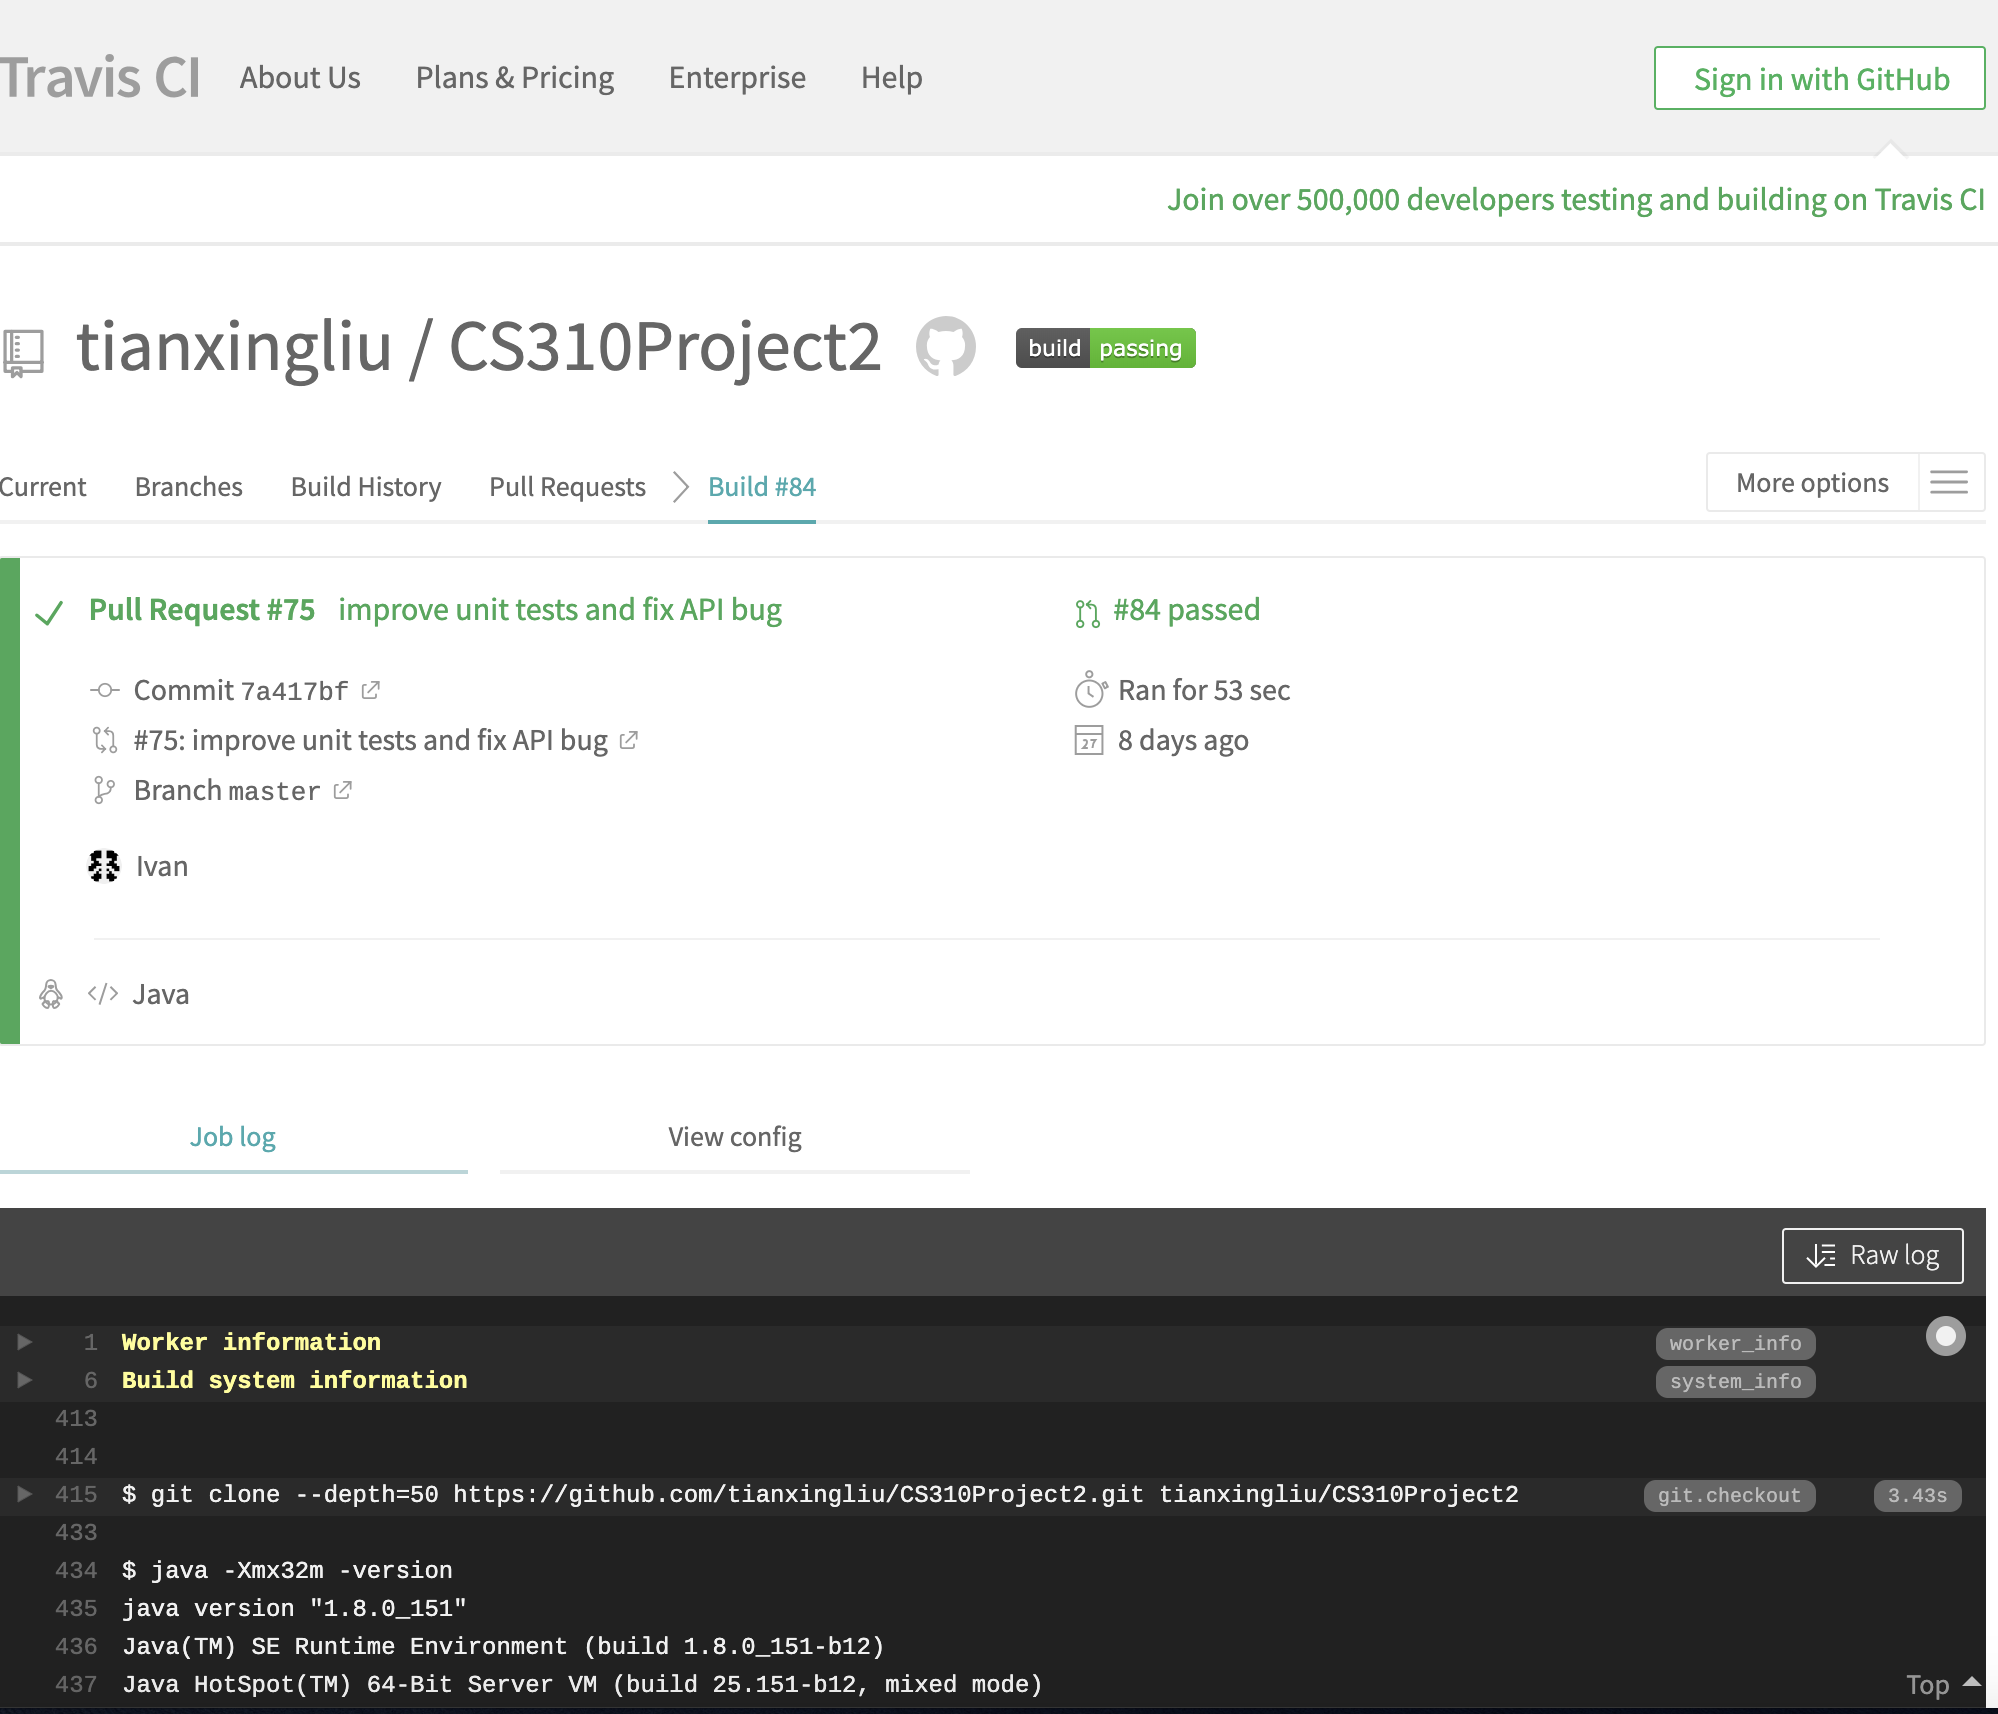 Travis CI About Us Plans & Pricing Enterprise Help Sign in with GitHub
Join over 500,000 developers testing and building on Travis CI
tianxingliu / CS310Project2 build passing
Current Branches Build History Pull Requests Build #84 More options
Pull Request #75 improve unit tests and fix API bug #84 passed
Commit 7a417bf Ran for 53 sec
#75: improve unit tests and fix API bug 27 8 days ago
Branch master
Ivan
</> Java
Job log View config
Raw log
1 Worker information worker_info
6 Build system information system_info
413
414
415 $ git clone --depth=50 https://github.com/tianxingliu/CS310Project2.git tianxingliu/CS310Project2 git.checkout 3.43s
433
434 $ java -Xmx32m -version
435 java version "1.8.0_151"
436 Java(TM) SE Runtime Environment (build 1.8.0_151-b12)
437 Java HotSpot(TM) 64-Bit Server VM (build 25.151-b12, mixed mode)
Top